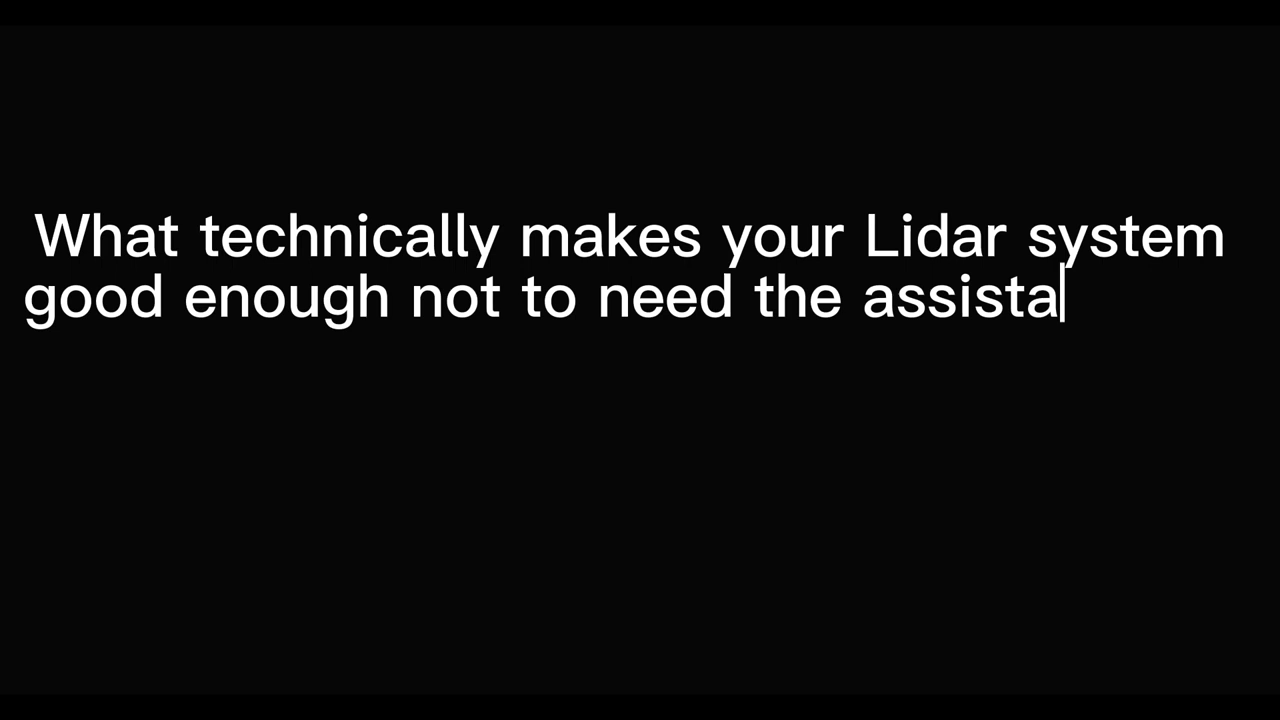 What technically makes your Lidar system
good enough not to need the assista